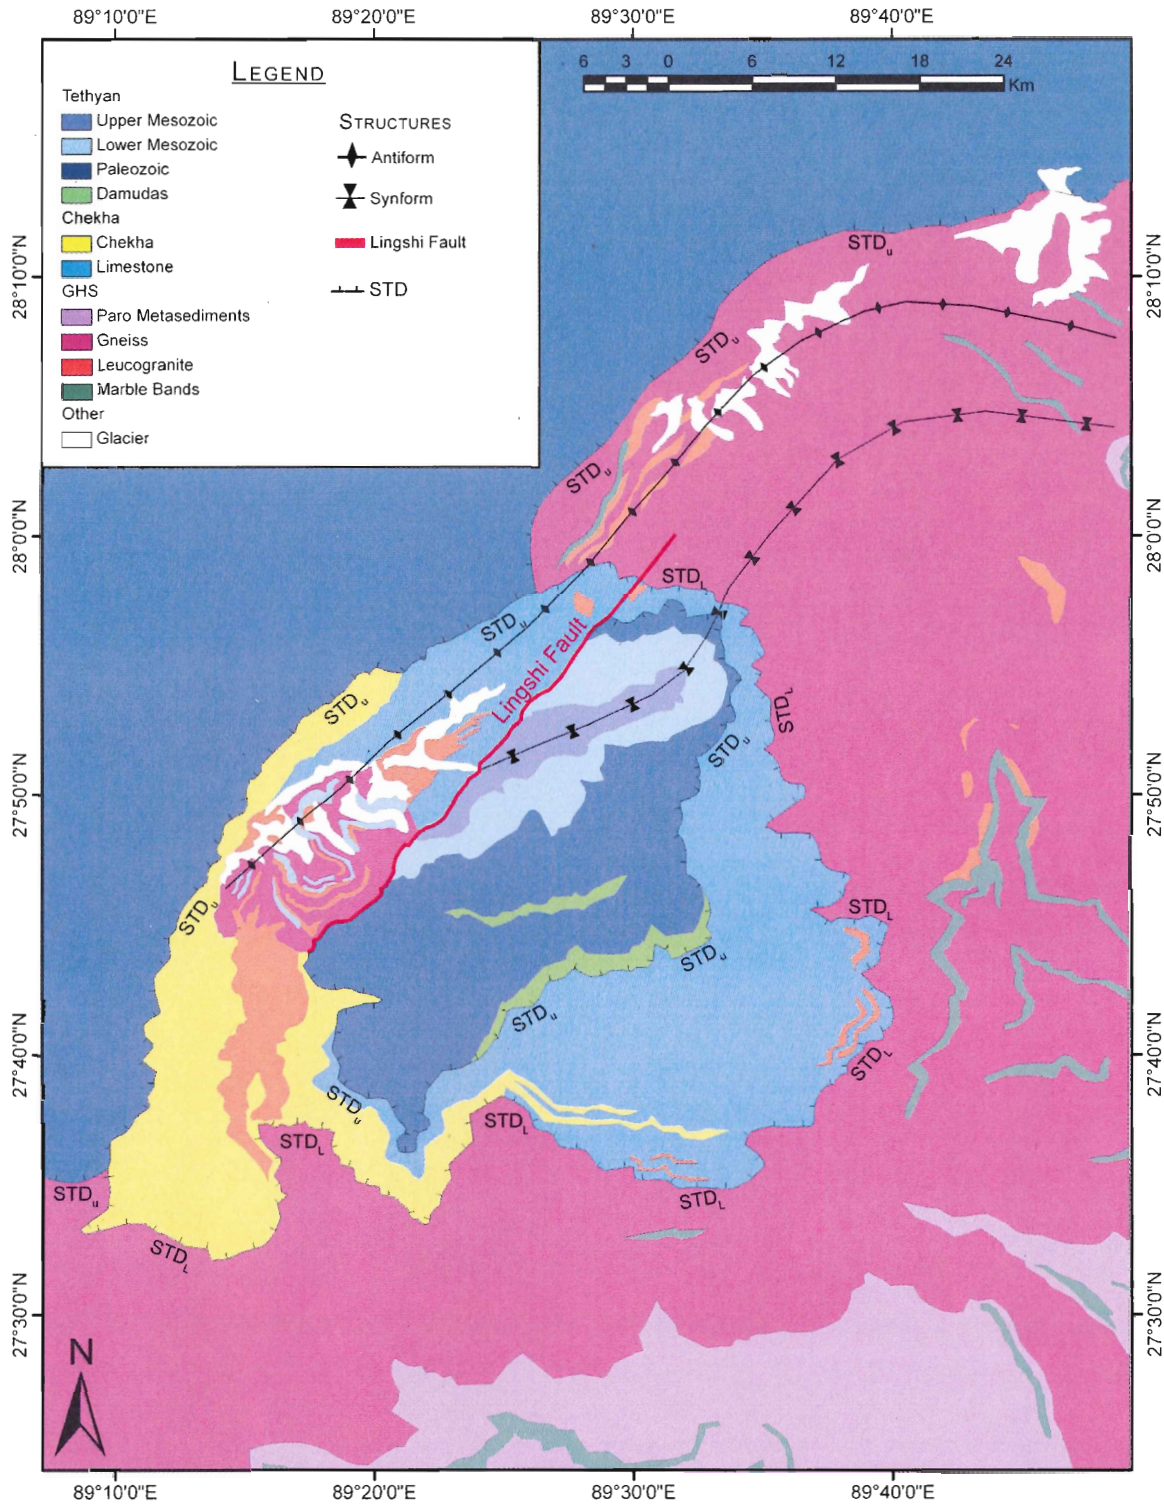 89°10'0"E 89°20'0"E 89°30'0"E 89°40'0"E
LEGEND
Tethyan
Upper Mesozoic
Lower Mesozoic
Paleozoic
Damudas
Chekha
Chekha
Limestone
GHS
Paro Metasediments
Gneiss
Leucogranite
Marble Bands
Other
Glacier
STRUCTURES
Antiform
Synform
Lingshi Fault
STD
6 3 0 6 12 18 24
Km
28°10'0"N
28°10'0"N
STDu
STDu
STDu
28°0'0"N
28°0'0"N
STDL
STDu
Lingshi Fault
STDu
STDL
STDu
27°50'0"N
27°50'0"N
STDu
STDL
STDu
STDu
27°40'0"N
27°40'0"N
STDL
STDu
STDL
STDL
STDu
STDL
STDL
27°30'0"N
27°30'0"N
N
89°10'0"E 89°20'0"E 89°30'0"E 89°40'0"E